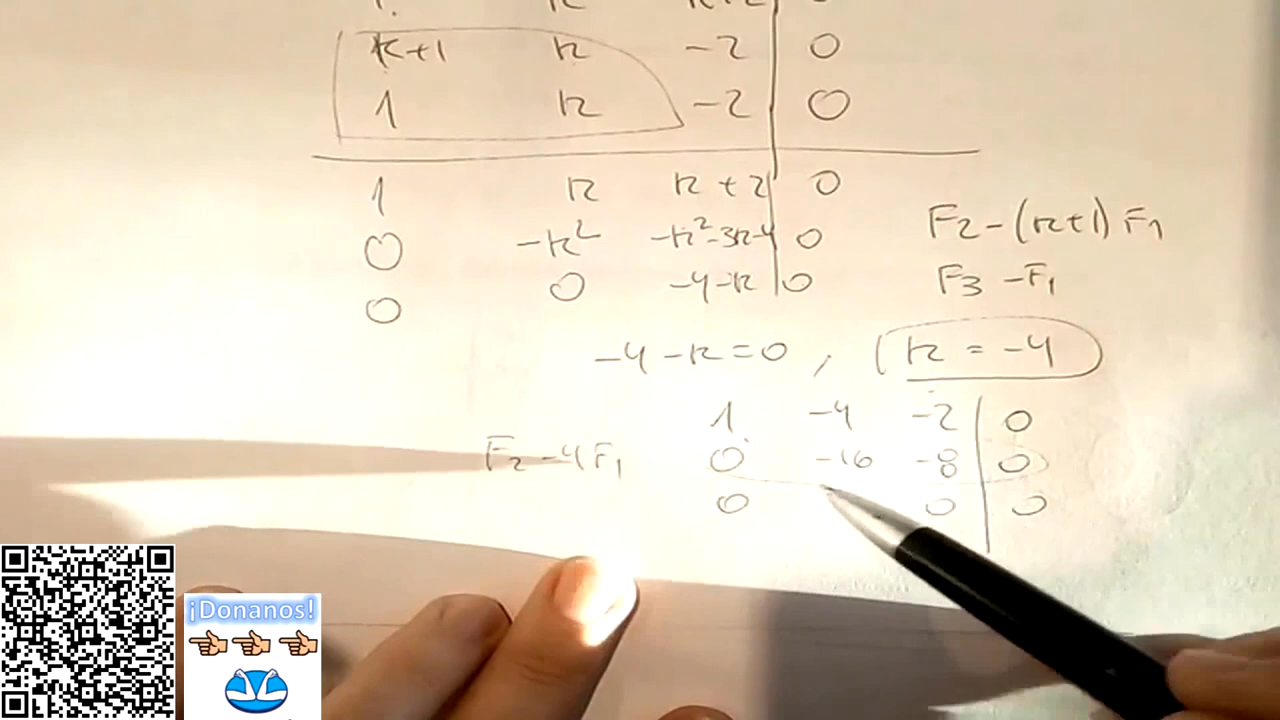 k+1 k -2 0
1 k -2 0
1 k k+2 0
0 -k² -k²-3k-4 0 F2-(k+1)F1
0 0 -4-k 0 F3-F1
-4-k=0, k=-4
1 -4 -2 0
F2-4F1 0 -16 -8 0
0 0 0
¡Donanos!